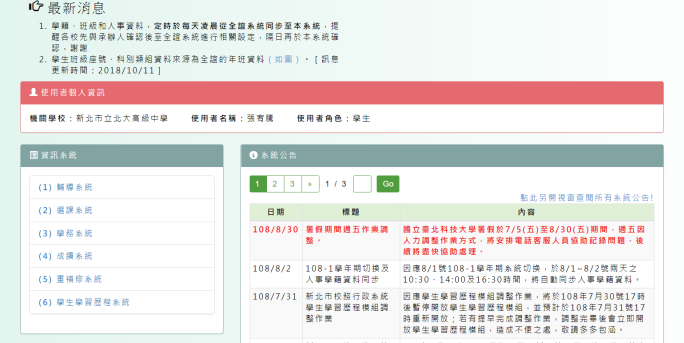 最新消息
1. 學籍、班級和人事資料，定時於每天凌晨從全誼系統同步至本系統，提
醒各校先與承辦人確認後至全誼系統進行相關設定，隔日再於本系統確
認，謝謝
2. 學生班級座號、科別類組資料來源為全誼的年班資料（如圖）。[訊息
更新時間：2018/10/11]
使用者個人資訊
機關學校：新北市立北大高級中學 使用者名稱：張宥騰 使用者角色：學生
資訊系統
(1) 輔導系統
(2) 選課系統
(3) 學務系統
(4) 成績系統
(5) 重補修系統
(6) 學生學習歷程系統
系統公告
1 2 3 » 1 / 3 Go
點此另開視窗查閱所有系統公告!
日期 標題 內容
108/8/30 暑假期間週五作業調
整。
國立臺北科技大學暑假於7/5(五)至8/30(五)期間，週五因
人力調整作業方式，將安排電話客服人員協助記錄問題，後
續將盡快協助處理。
108/8/2 108-1學年期切換及
人事學籍資料同步
因應8/1號108-1學年期系統切換，於8/1~8/2號兩天之
10:30、14:00及16:30時間，將自動同步人事學籍資料。
108/7/31 新北市校務行政系統
學生學習歷程模組調
整作業
因應學生學習歷程模組調整作業，將於108年7月30號17時
後暫停開放學生學習歷程模組，並預計於108年7月31號17
時重新開放；若有提早完成調整作業，調整完畢後會立即開
放學生學習歷程模組，造成不便之處，敬請多多包涵。